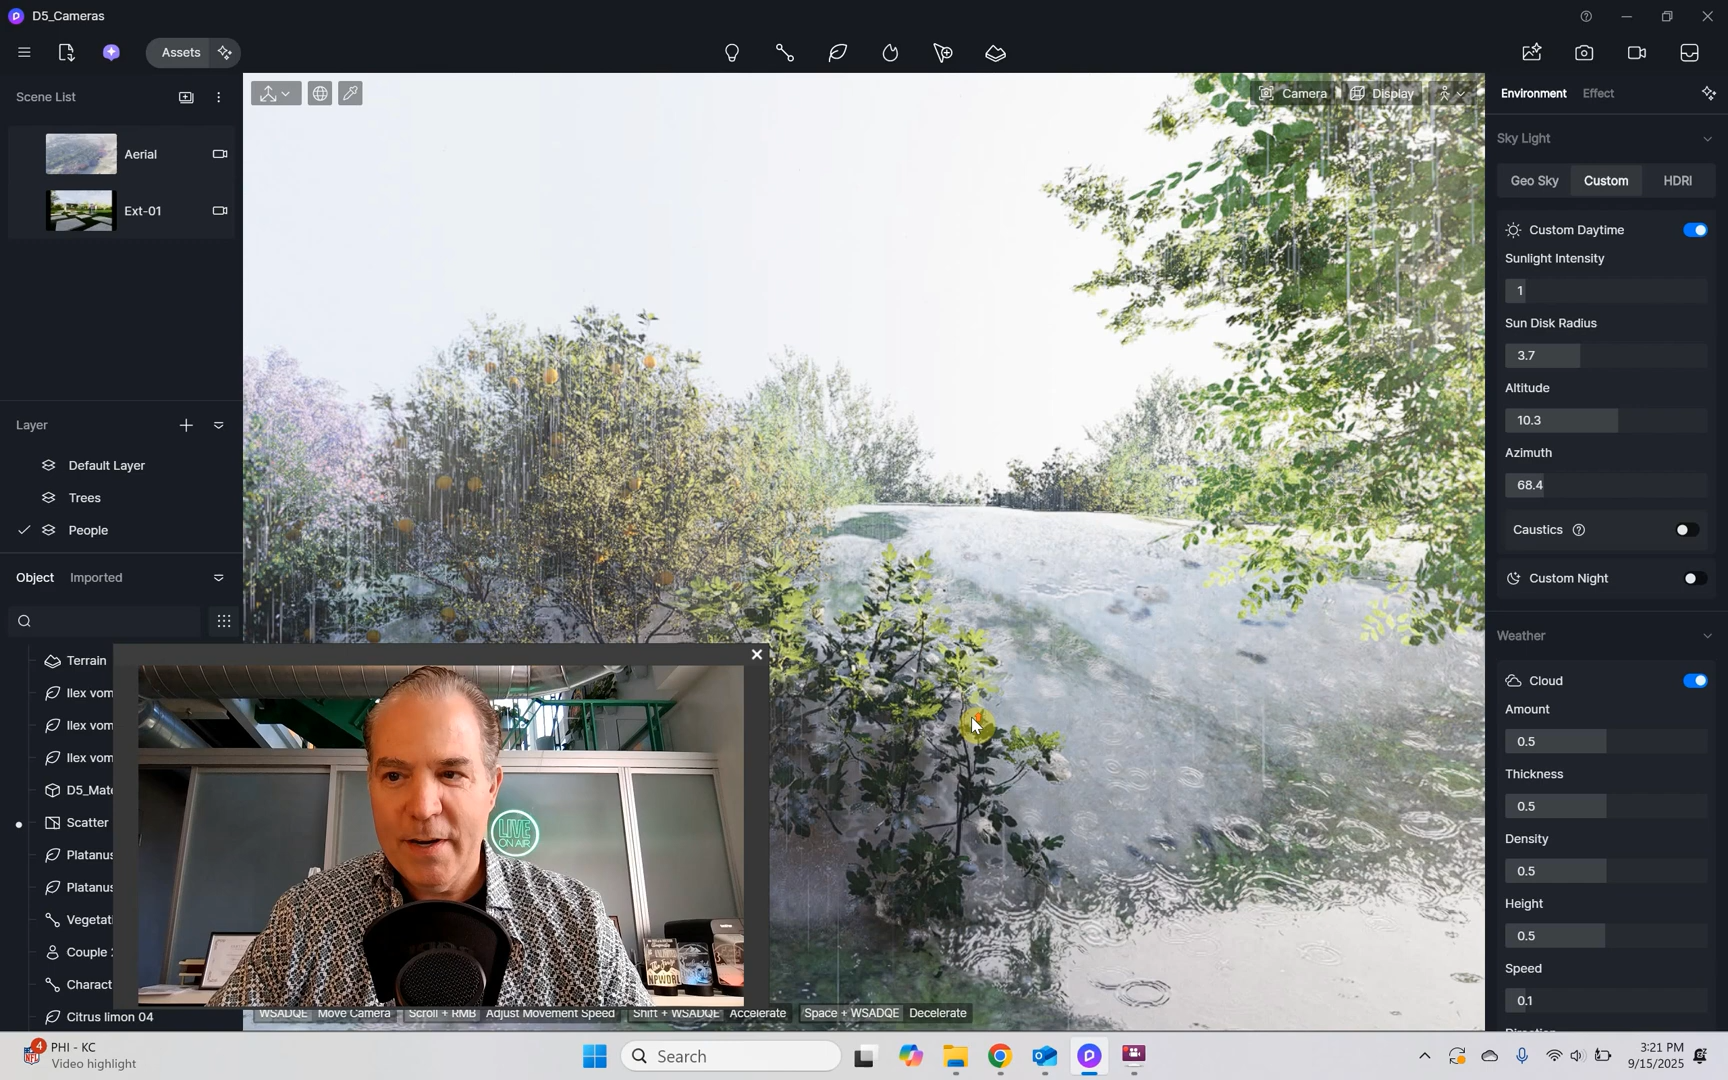 D5_Cameras
Assets
Scene List
Aerial
Ext-01
Camera
Display
Environment
Effect
Sky Light
Geo Sky
Custom
HDRI
Custom Daytime
Sunlight Intensity
1
Sun Disk Radius
3.7
Altitude
10.3
Azimuth
68.4
Caustics
Custom Night
Weather
Cloud
Amount
0.5
Thickness
0.5
Density
0.5
Height
0.5
Speed
0.1
Layer
Default Layer
Trees
People
Object
Imported
Terrain
Ilex vom
Ilex vom
Ilex vom
D5_Mat
Scatter
Platanus
Platanus
Vegetat
Couple
Charact
Citrus limon 04
LIVE
ON AIR
WSADQE Move Camera
Scroll + RMB Adjust Movement Speed
Shift + WSADQE Accelerate
Space + WSADQE Decelerate
4
PHI - KC
Video highlight
Search
3:21 PM
9/15/2025